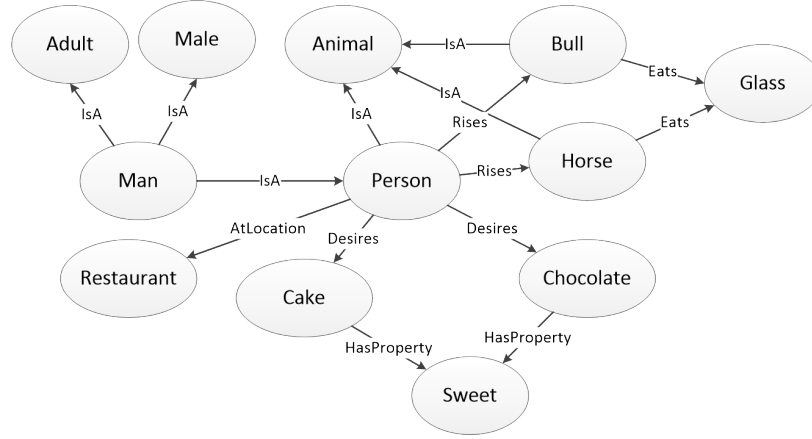 Adult
Male
Animal
IsA
Bull
Eats
Glass
IsA
IsA
IsA
IsA
Rises
Eats
Man
IsA
Person
Rises
Horse
AtLocation
Desires
Desires
Restaurant
Cake
Chocolate
HasProperty
HasProperty
Sweet